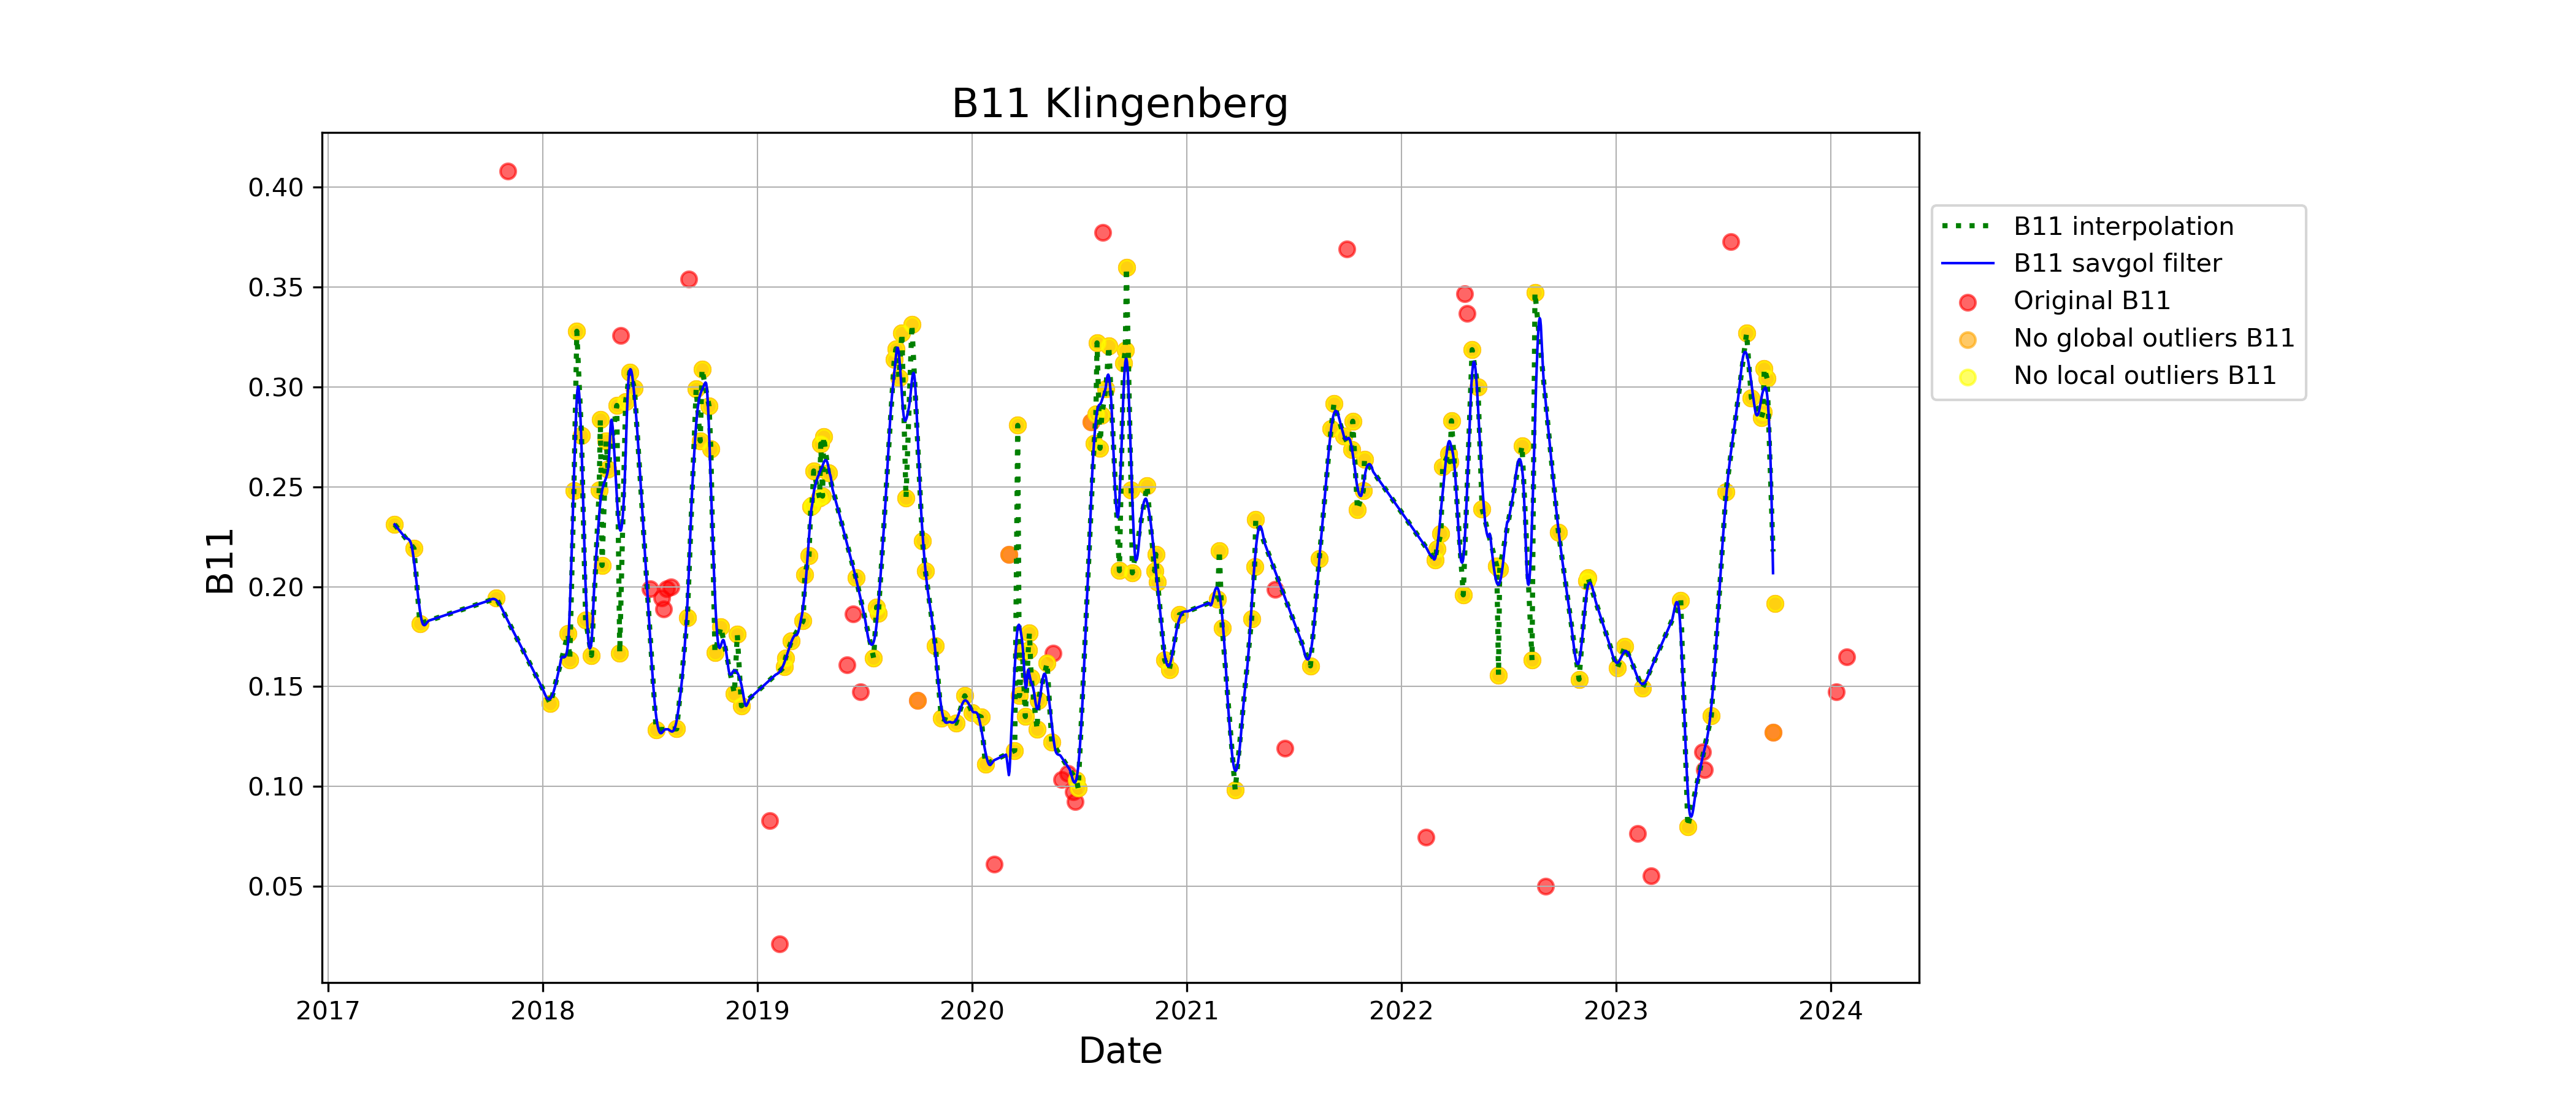 B11 Klingenberg
B11
0.40
0.35
0.30
0.25
0.20
0.15
0.10
0.05
2017 2018 2019 2020 2021 2022 2023 2024
Date
B11 interpolation
B11 savgol filter
Original B11
No global outliers B11
No local outliers B11